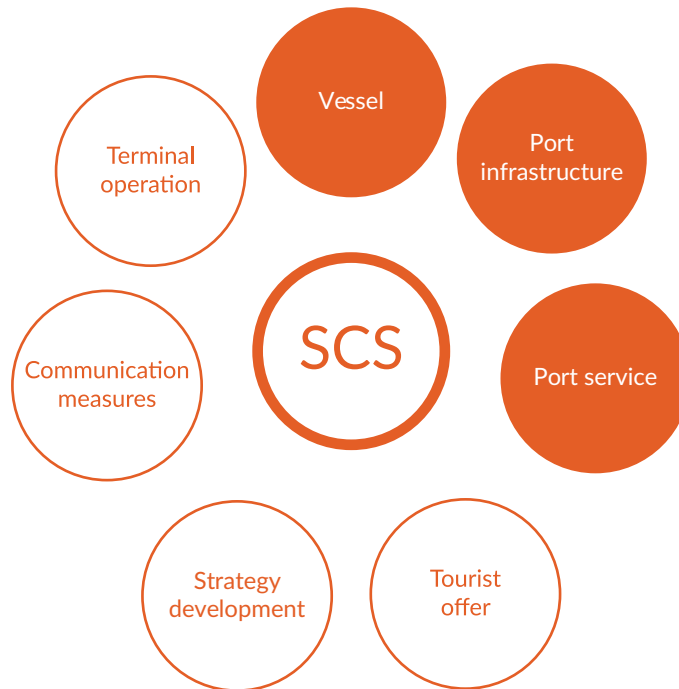 Vessel
Port
infrastructure
Port service
Tourist
offer
Strategy
development
Communication
measures
Terminal
operation
SCS